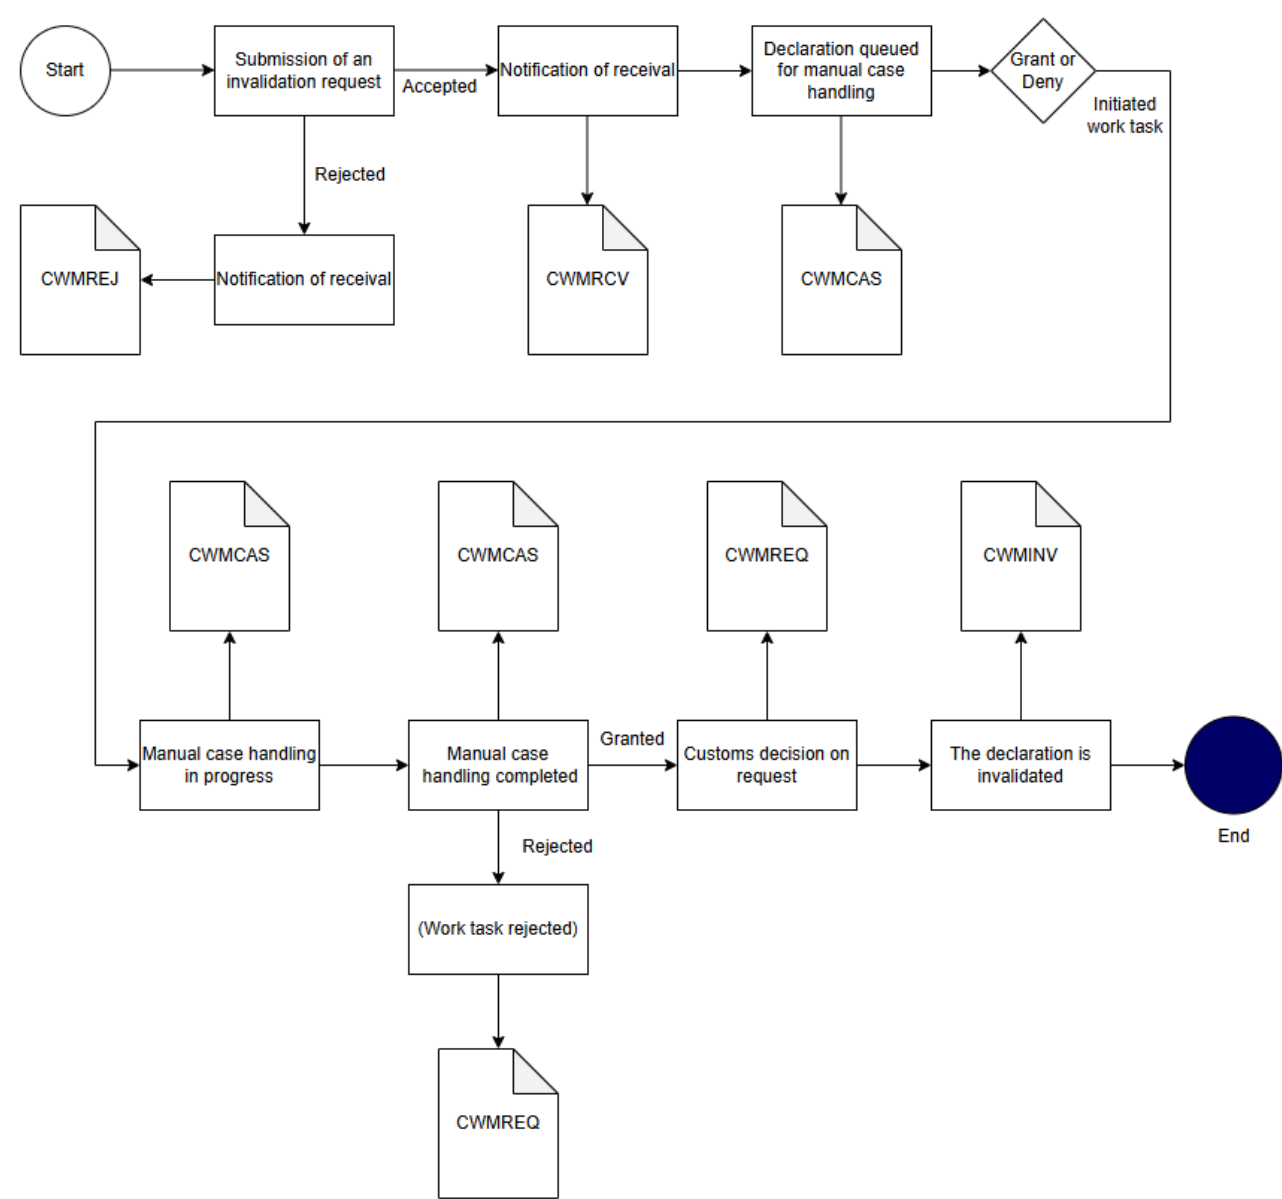 Start
Submission of an
invalidation request
Accepted
Notification of receival
Declaration queued
for manual case
handling
Grant or
Deny
Initiated
work task
Rejected
CWMREJ
Notification of receival
CWMRCV
CWMCAS
CWMCAS
CWMCAS
CWMREQ
CWMINV
Manual case handling
in progress
Manual case
handling completed
Granted
Customs decision on
request
The declaration is
invalidated
End
Rejected
(Work task rejected)
CWMREQ